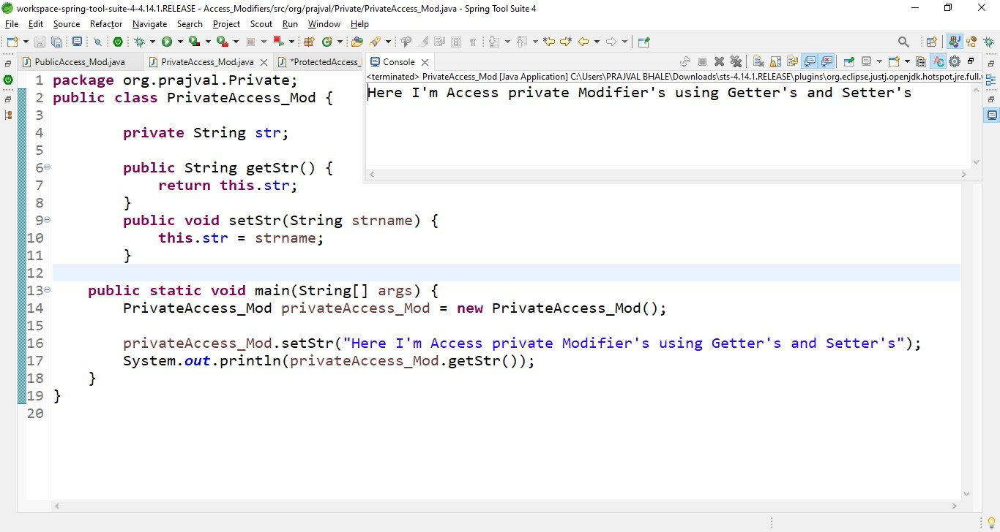 workspace-spring-tool-suite-4-4.14.1.RELEASE - Access_Modifiers/src/org/prajval/Private/PrivateAccess_Mod.java - Spring Tool Suite 4
File Edit Source Refactor Navigate Search Project Scout Run Window Help
PublicAccess_Mod.java PrivateAccess_Mod.java *ProtectedAccess_ Console
<terminated> PrivateAccess_Mod [Java Application] C:\Users\PRAJVAL BHALE\Downloads\sts-4.14.1.RELEASE\plugins\org.eclipse.justj.openjdk.hotspot.jre.full.
Here I'm Access private Modifier's using Getter's and Setter's
1 package org.prajval.Private;
2 public class PrivateAccess_Mod {
3
4 private String str;
5
6 public String getStr() {
7 return this.str;
8 }
9 public void setStr(String strname) {
10 this.str = strname;
11 }
12
13 public static void main(String[] args) {
14 PrivateAccess_Mod privateAccess_Mod = new PrivateAccess_Mod();
15
16 privateAccess_Mod.setStr("Here I'm Access private Modifier's using Getter's and Setter's");
17 System.out.println(privateAccess_Mod.getStr());
18 }
19 }
20